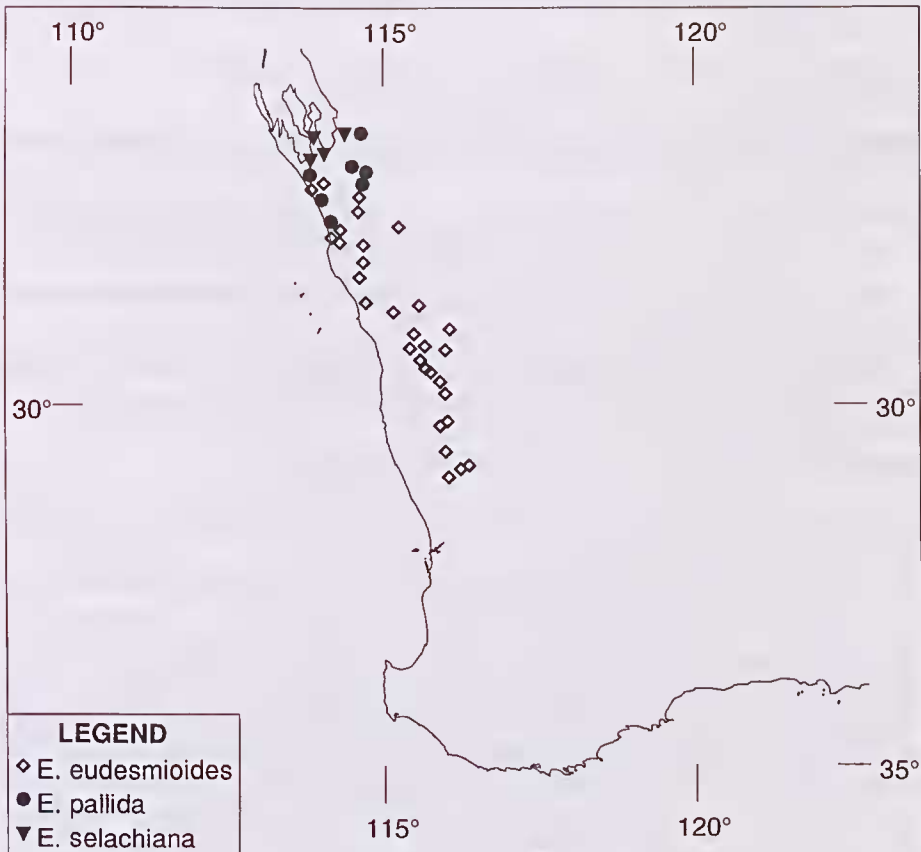 110° 115° 120°
30° 30°
35°
LEGEND
E. eudesmioides
E. pallida
E. selachiana
115° 120°